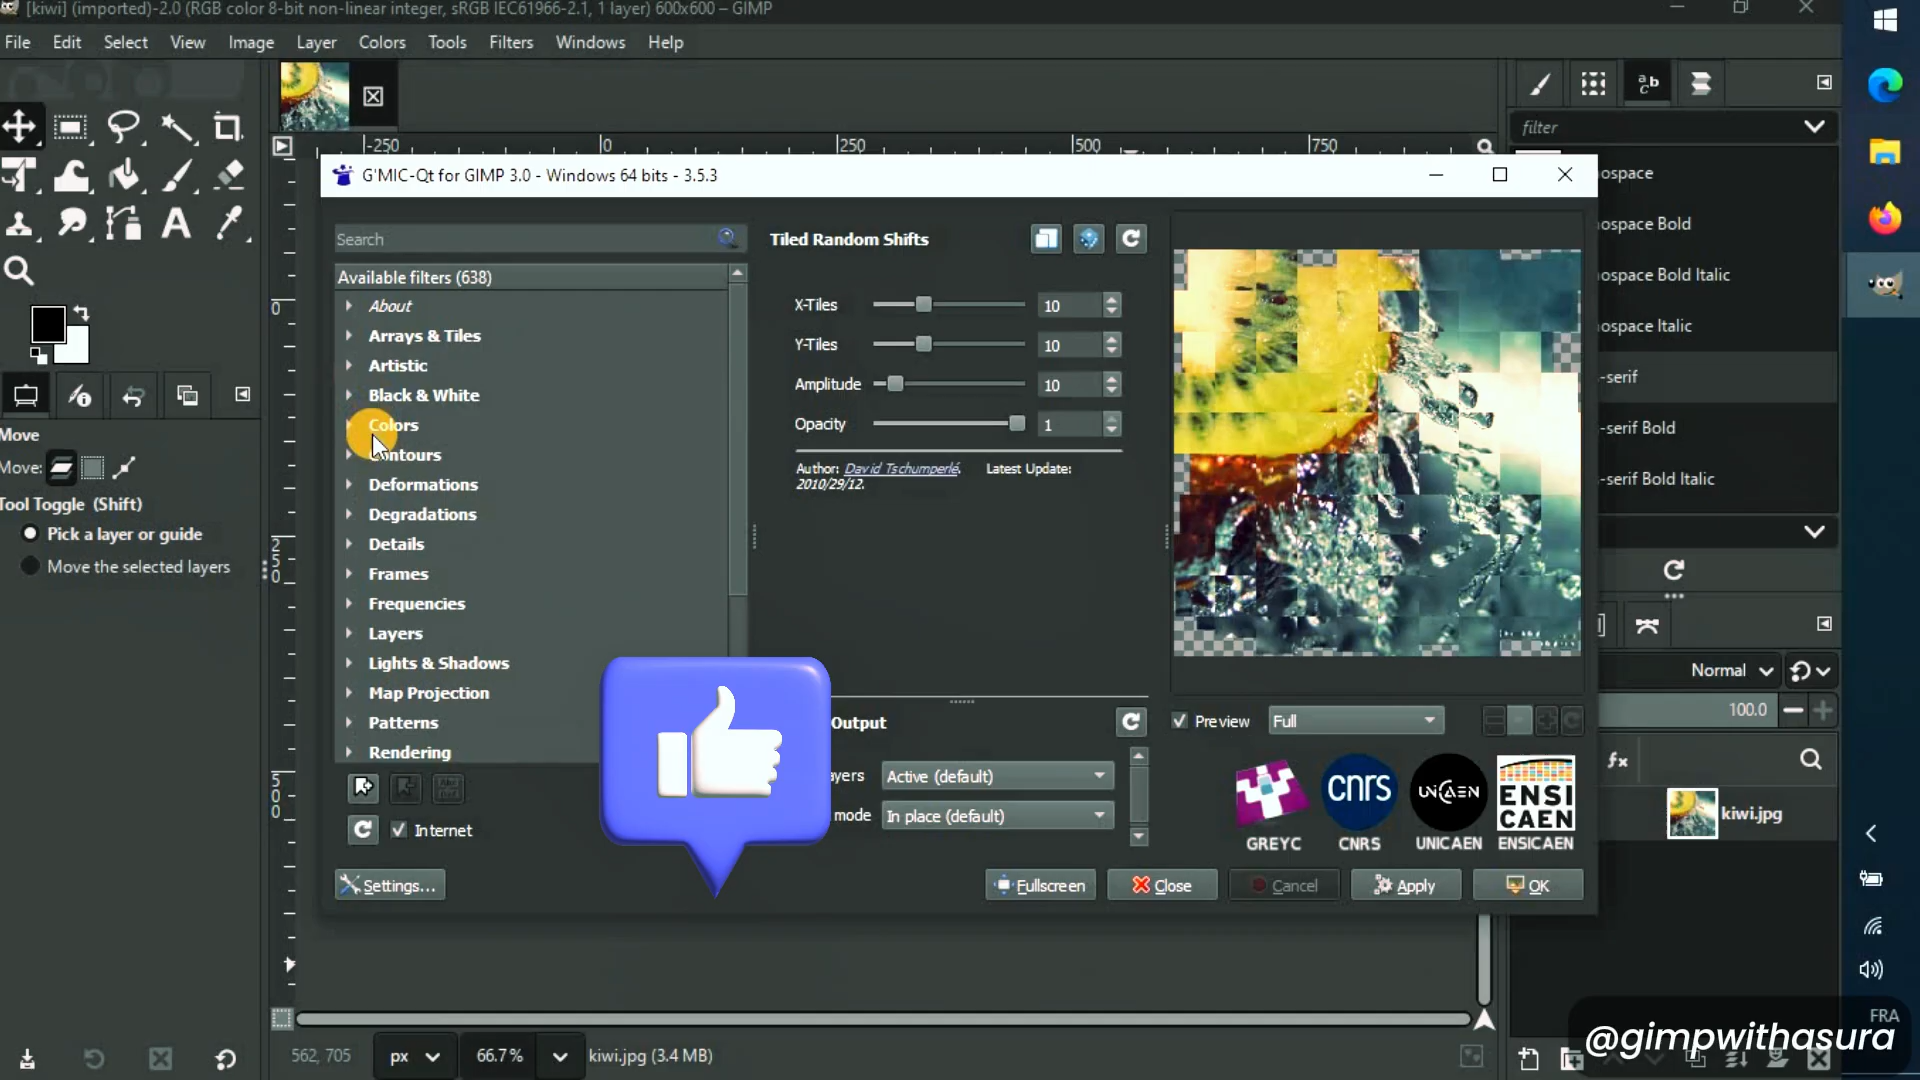 [kiwi] (imported)-2.0 (RGB color 8-bit non-linear integer, sRGB IEC61966-2.1, 1 layer) 600x600 – GIMP
File Edit Select View Image Layer Colors Tools Filters Windows Help
-250 0 250 500 750
G'MIC-Qt for GIMP 3.0 - Windows 64 bits - 3.5.3
Search
Available filters (638)
About
Arrays & Tiles
Artistic
Black & White
Colors
Contours
Deformations
Degradations
Details
Frames
Frequencies
Layers
Lights & Shadows
Map Projection
Patterns
Rendering
Internet
Settings...
Tiled Random Shifts
X-Tiles 10
Y-Tiles 10
Amplitude 10
Opacity 1
Author: David Tschumperlé. Latest Update:
2010/29/12.
Output
ayers Active (default)
mode In place (default)
Preview Full
cnrs
UNICAEN
ENSI
CAEN
GREYC CNRS UNICAEN ENSICAEN
Fullscreen Close Cancel Apply OK
Move
Move:
Tool Toggle (Shift)
Pick a layer or guide
Move the selected layers
0
250
500
filter
ospace
ospace Bold
ospace Bold Italic
ospace Italic
-serif
-serif Bold
-serif Bold Italic
Normal
100.0
fx
kiwi.jpg
562, 705 px 66.7 % kiwi.jpg (3.4 MB)
FRA
@gimpwithasura